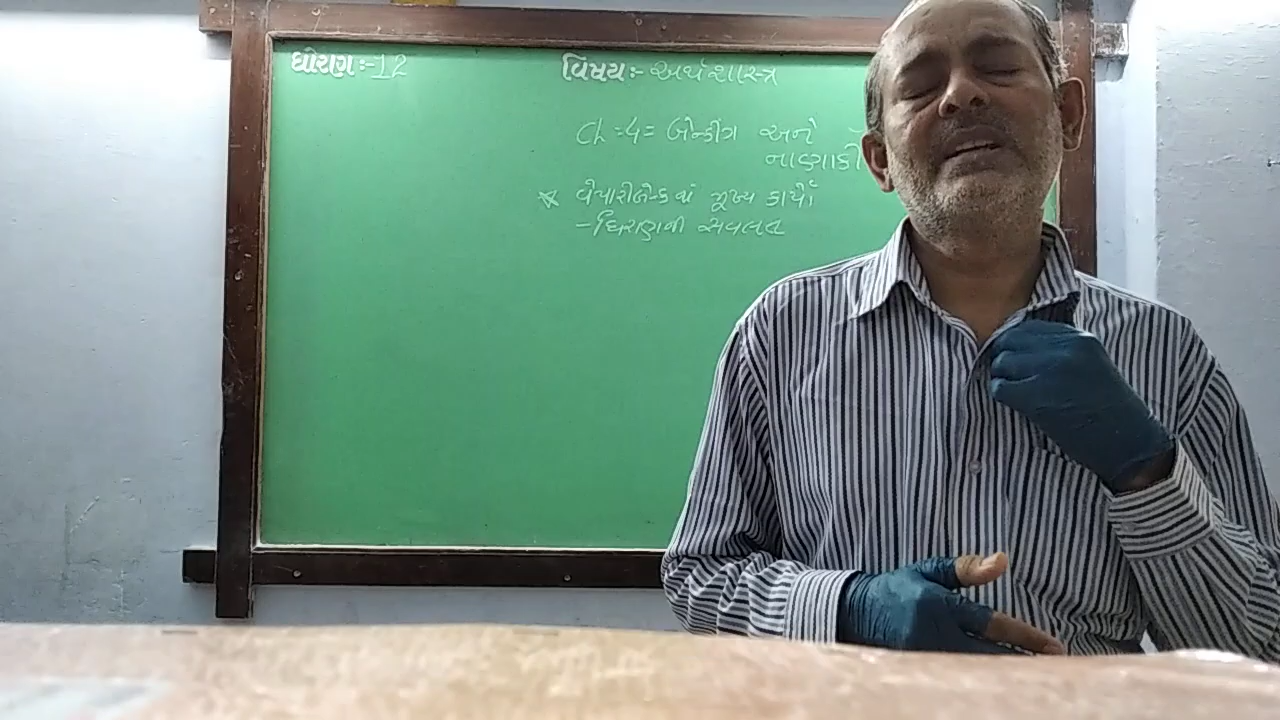 ધોરણ:-12
વિષય:- અર્થશાસ્ત્ર
Ch-4= બેન્કીંગ અને
નાણાકી
* વેપારીબેન્કનાં મૂખ્ય કાર્યો
-ધિરાણની સવલત